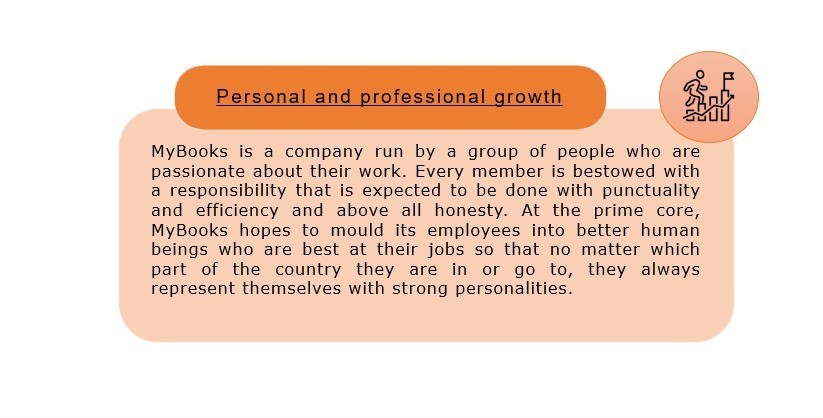 Personal and professional growth
MyBooks is a company run by a group of people who are
passionate about their work. Every member is bestowed with
a responsibility that is expected to be done with punctuality
and efficiency and above all honesty. At the prime core,
MyBooks hopes to mould its employees into better human
beings who are best at their jobs so that no matter which
part of the country they are in or go to, they always
represent themselves with strong personalities.